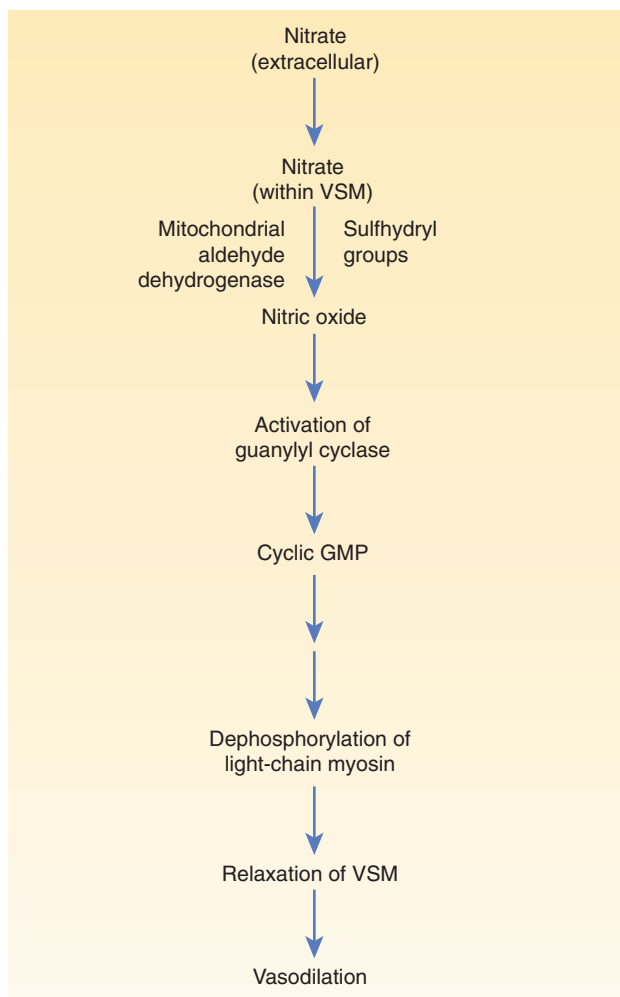 Nitrate
(extracellular)
Nitrate
(within VSM)
Mitochondrial
aldehyde
dehydrogenase
Sulfhydryl
groups
Nitric oxide
Activation of
guanylyl cyclase
Cyclic GMP
Dephosphorylation of
light-chain myosin
Relaxation of VSM
Vasodilation